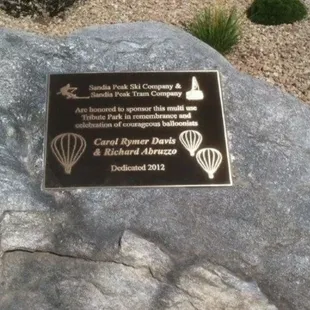 Sandia Peak Ski Company &
Sandia Peak Tram Company
Are honored to sponsor this multi use
Tribute Park in remembrance and
celebration of courageous balloonists
Carol Rymer Davis
& Richard Abruzzo
Dedicated 2012